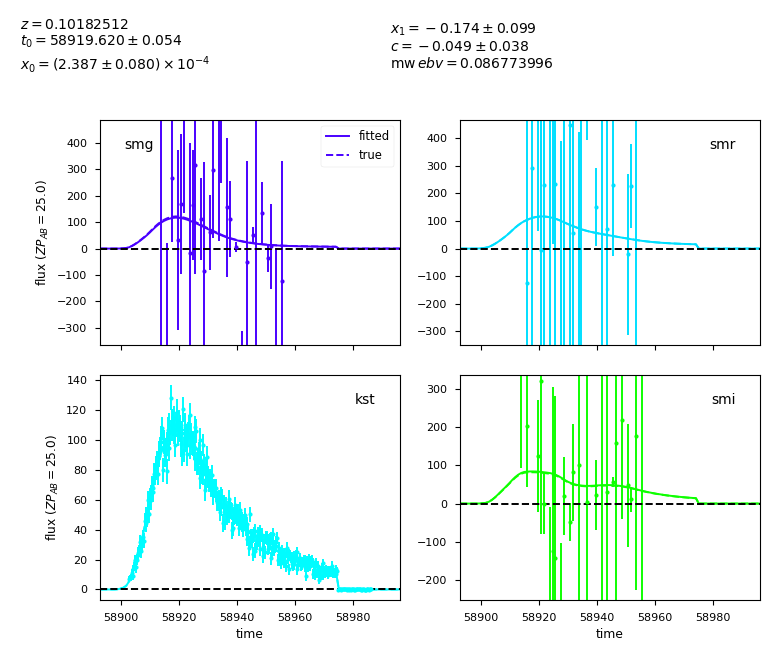 z = 0.10182512
t₀ = 58919.620 ± 0.054
x₀ = (2.387 ± 0.080) × 10⁻⁴
x₁ = −0.174 ± 0.099
c = −0.049 ± 0.038
mw ebv = 0.086773996
smg
fitted
true
400
300
200
100
0
−100
−200
−300
flux (ZP_AB = 25.0)
smr
400
300
200
100
0
−100
−200
−300
kst
140
120
100
80
60
40
20
0
flux (ZP_AB = 25.0)
58900 58920 58940 58960 58980
time
smi
300
200
100
0
−100
−200
58900 58920 58940 58960 58980
time